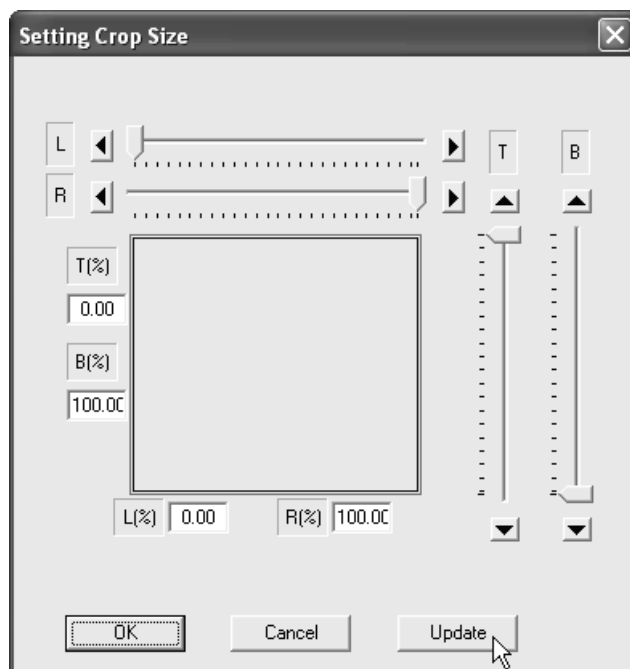 Setting Crop Size
L
R
T B
T(%)
0.00
B(%)
100.00
L(%) 0.00 R(%) 100.00
OK Cancel Update